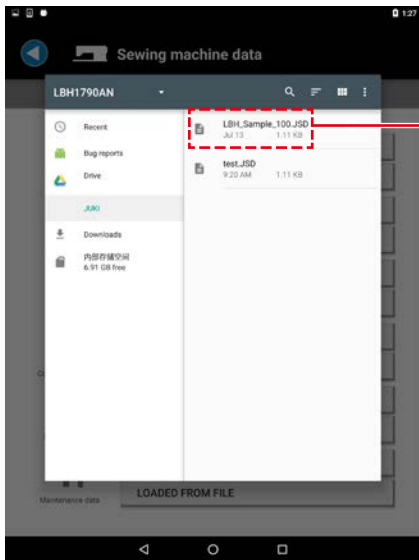 1:27
Sewing machine data
LBH1790AN
Recent
Bug reports
Drive
JUKI
Downloads
内部存储空间
6.91 GB free
LBH_Sample_100.JSD
Jul 13 1.11 KB
test.JSD
9:20 AM 1.11 KB
Maintenance data
LOADED FROM FILE